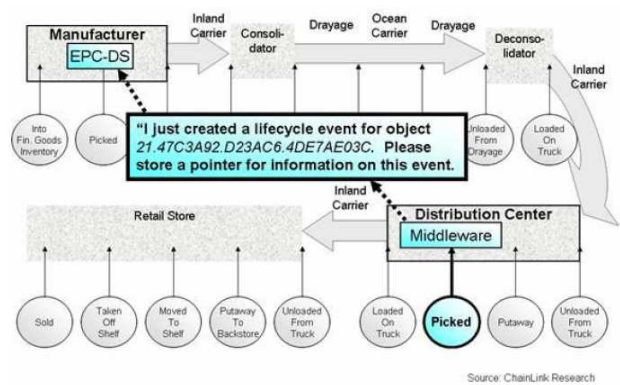 Manufacturer
EPC-DS
Inland
Carrier
Consoli-
dator
Drayage
Ocean
Carrier
Drayage
Deconso-
lidator
Inland
Carrier
Into
Fin. Goods
Inventory
Picked
"I just created a lifecycle event for object
21.47C3A92.D23AC6.4DE7AE03C. Please
store a pointer for information on this event.
Unloaded
From
Drayage
Loaded
On
Truck
Retail Store
Inland
Carrier
Distribution Center
Middleware
Sold
Taken
Off
Shelf
Moved
To
Shelf
Putaway
To
Backstore
Unloaded
From
Truck
Loaded
On
Truck
Picked
Putaway
Unloaded
From
Truck
Source: ChainLink Research